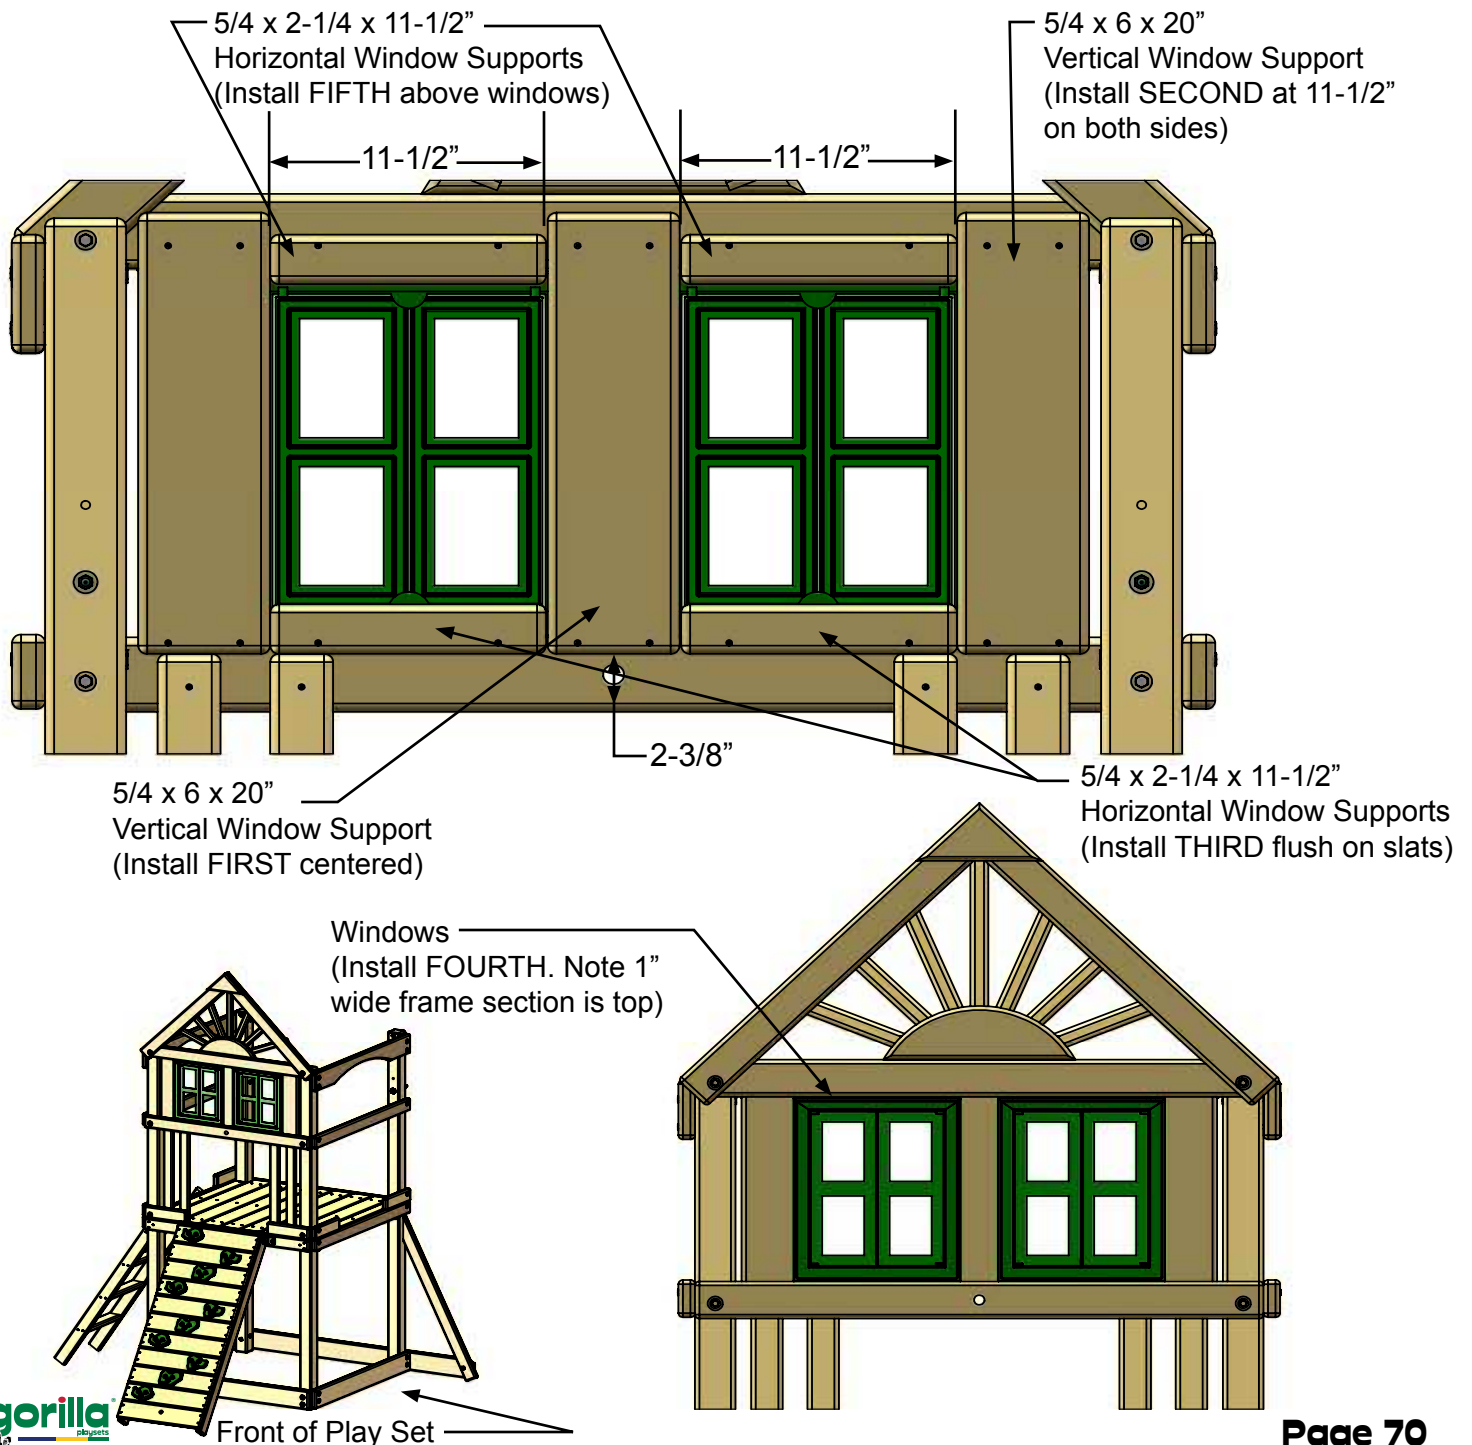 5/4 x 2-1/4 x 11-1/2”
Horizontal Window Supports
(Install FIFTH above windows)
5/4 x 6 x 20”
Vertical Window Support
(Install SECOND at 11-1/2”
on both sides)
11-1/2”
11-1/2”
2-3/8”
5/4 x 6 x 20”
Vertical Window Support
(Install FIRST centered)
5/4 x 2-1/4 x 11-1/2”
Horizontal Window Supports
(Install THIRD flush on slats)
Windows
(Install FOURTH. Note 1”
wide frame section is top)
gorilla
playsets
Front of Play Set
Page 70